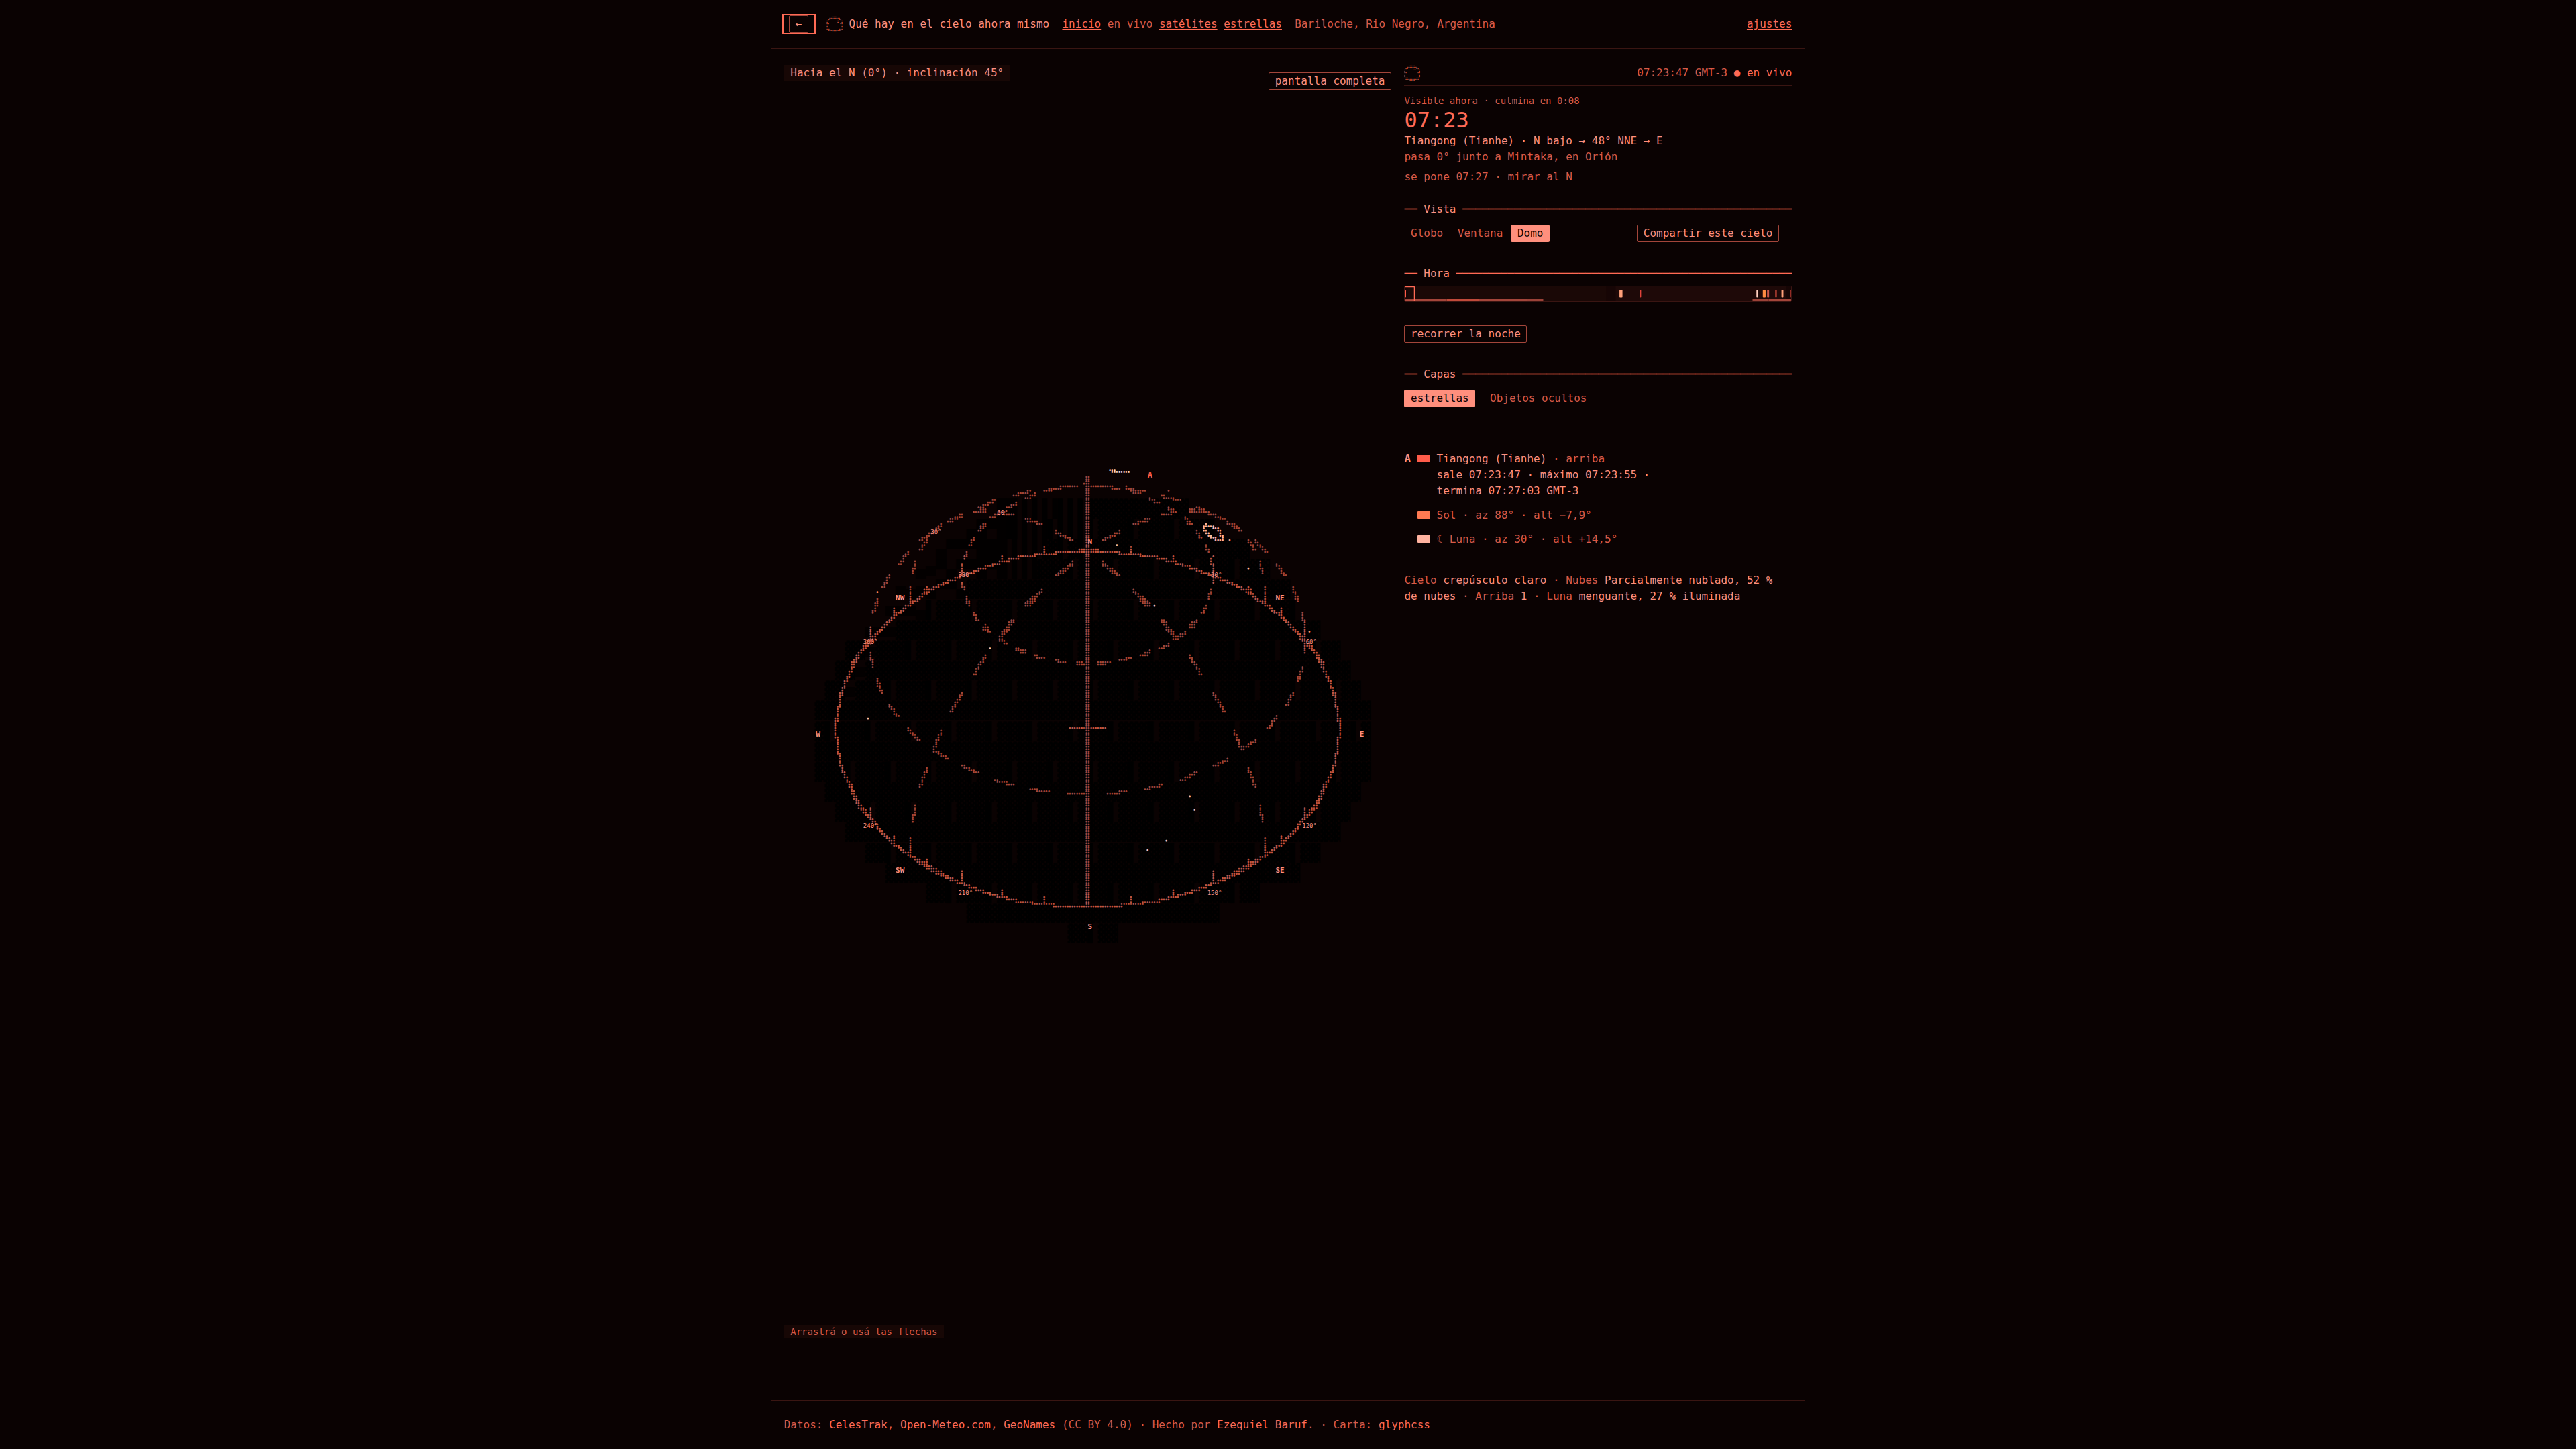 ← Qué hay en el cielo ahora mismo inicio en vivo satélites estrellas Bariloche, Rio Negro, Argentina ajustes
Hacia el N (0°) · inclinación 45°
pantalla completa
07:23:47 GMT-3 ● en vivo
Visible ahora · culmina en 0:08
07:23
Tiangong (Tianhe) · N bajo → 48° NNE → E
pasa 0° junto a Mintaka, en Orión
se pone 07:27 · mirar al N
Vista
Globo Ventana Domo Compartir este cielo
Hora
recorrer la noche
Capas
estrellas Objetos ocultos
A Tiangong (Tianhe) · arriba
sale 07:23:47 · máximo 07:23:55 ·
termina 07:27:03 GMT-3
Sol · az 88° · alt −7,9°
☾ Luna · az 30° · alt +14,5°
Cielo crepúsculo claro · Nubes Parcialmente nublado, 52 %
de nubes · Arriba 1 · Luna menguante, 27 % iluminada
A
N
NW
NE
W
E
240°
120°
SW
SE
210°
150°
S
Arrastrá o usá las flechas
Datos: CelesTrak, Open-Meteo.com, GeoNames (CC BY 4.0) · Hecho por Ezequiel Baruf. · Carta: glyphcss